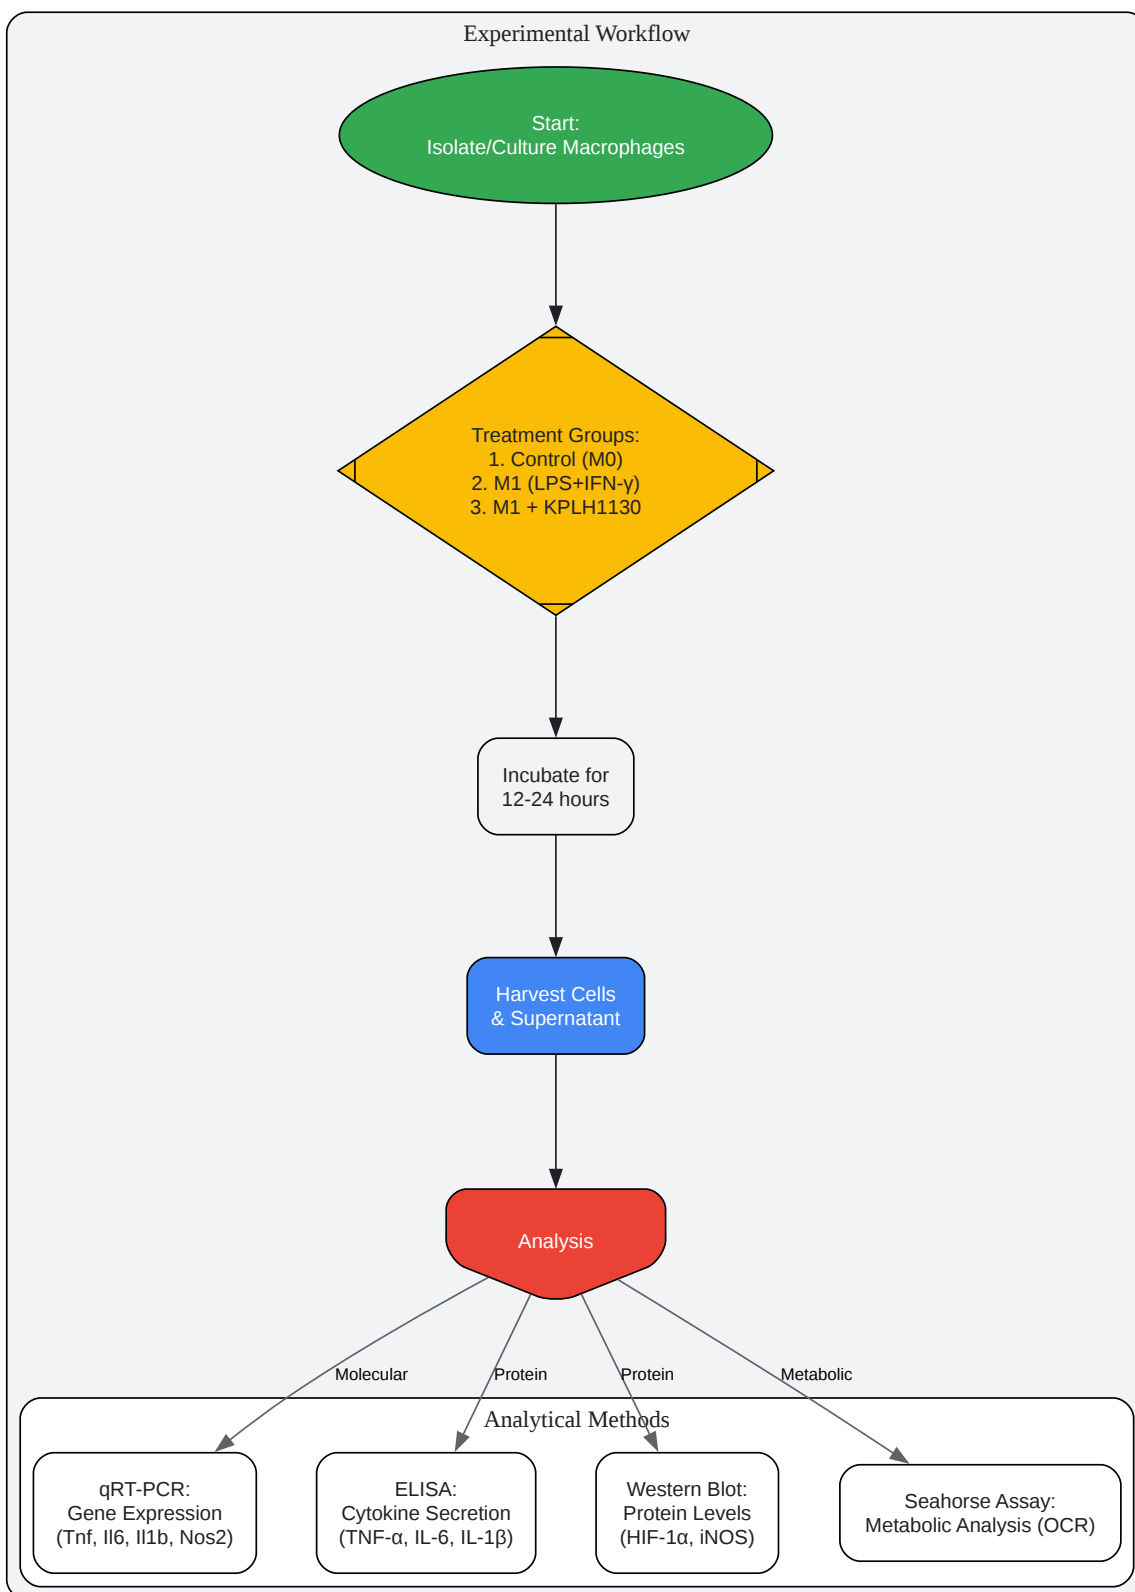 Experimental Workflow
Start:
Isolate/Culture Macrophages
Treatment Groups:
1. Control (M0)
2. M1 (LPS+IFN-γ)
3. M1 + KPLH1130
Incubate for
12-24 hours
Harvest Cells
& Supernatant
Analysis
Molecular
Protein
Protein
Metabolic
Analytical Methods
qRT-PCR:
Gene Expression
(Tnf, Il6, Il1b, Nos2)
ELISA:
Cytokine Secretion
(TNF-α, IL-6, IL-1β)
Western Blot:
Protein Levels
(HIF-1α, iNOS)
Seahorse Assay:
Metabolic Analysis (OCR)